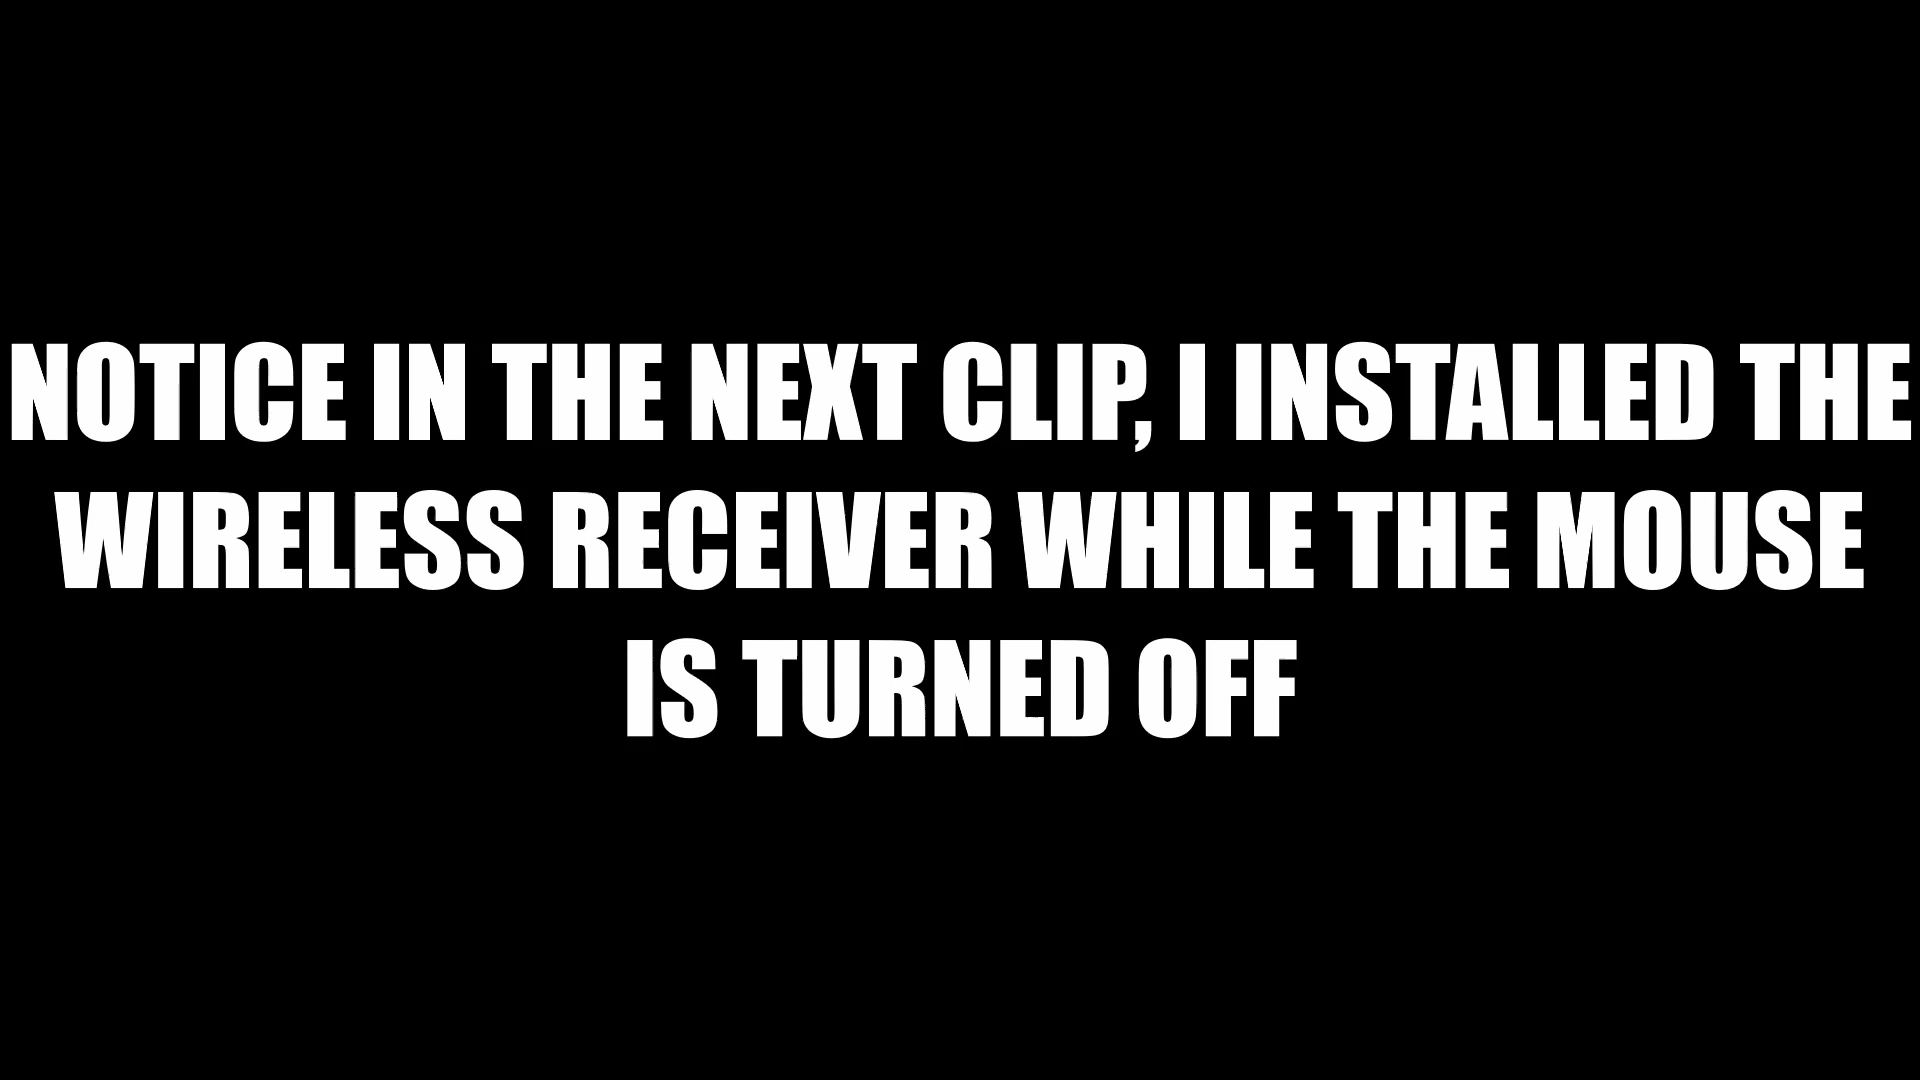 NOTICE IN THE NEXT CLIP, I INSTALLED THE
WIRELESS RECEIVER WHILE THE MOUSE
IS TURNED OFF